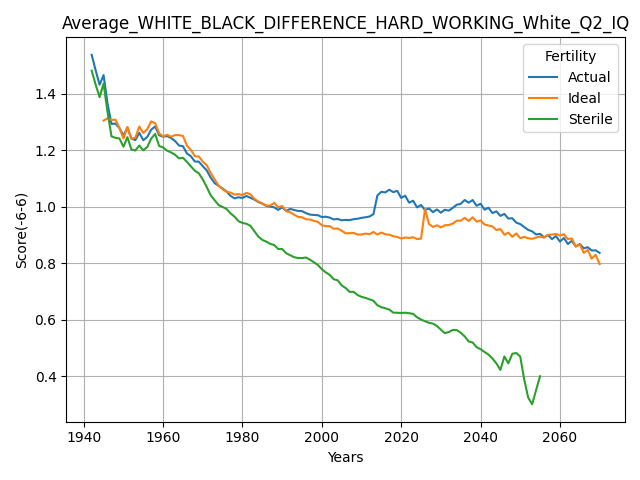 Average_WHITE_BLACK_DIFFERENCE_HARD_WORKING_White_Q2_IQ
Fertility
Actual
Ideal
Sterile
Score(-6-6)
1.4
1.2
1.0
0.8
0.6
0.4
1940 1960 1980 2000 2020 2040 2060
Years